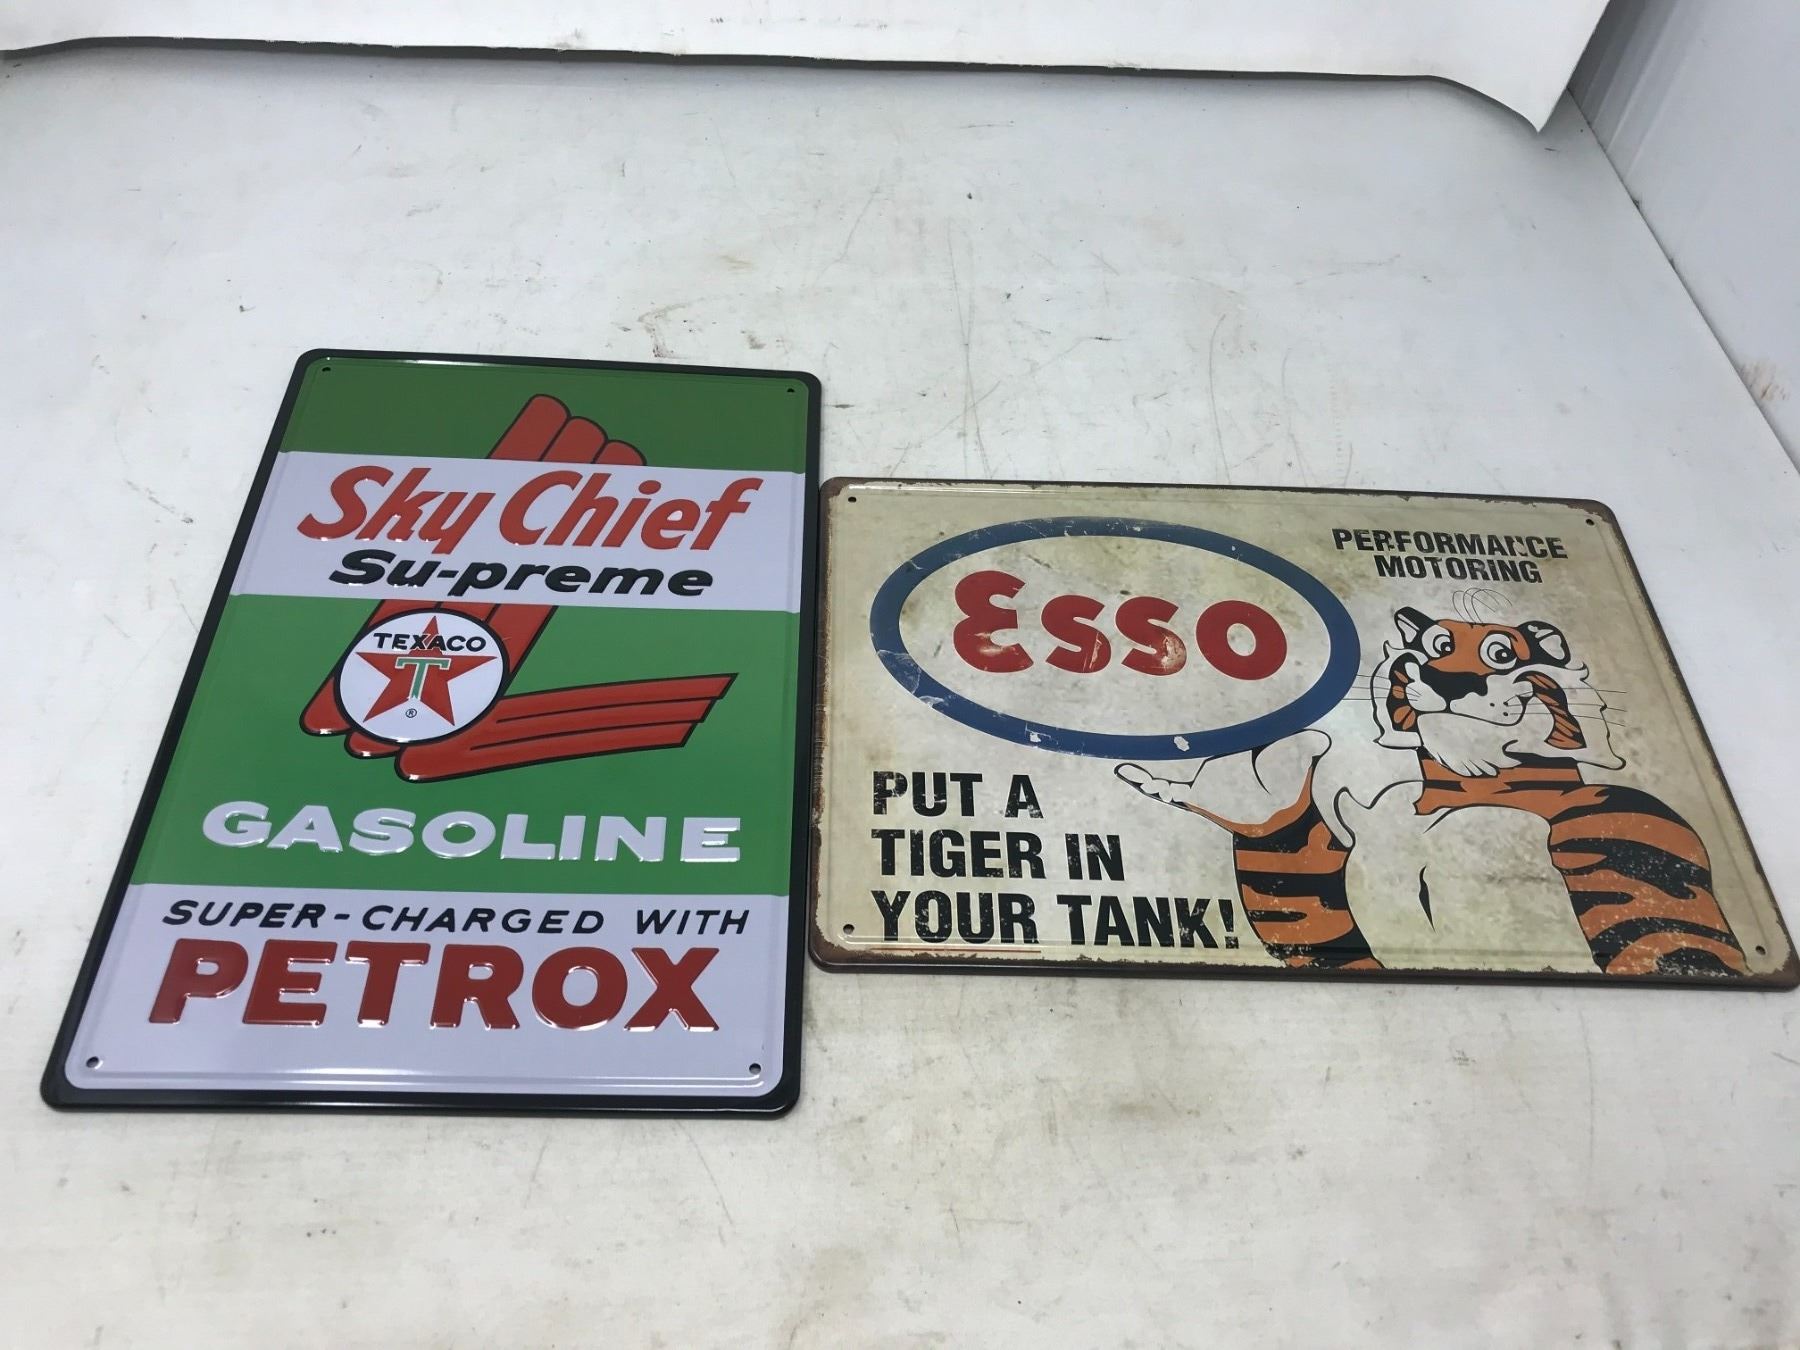 Sky Chief
Su-preme
TEXACO
T
®
GASOLINE
SUPER-CHARGED WITH
PETROX
Esso
PERFORMANCE
MOTORING
PUT A
TIGER IN
YOUR TANK!